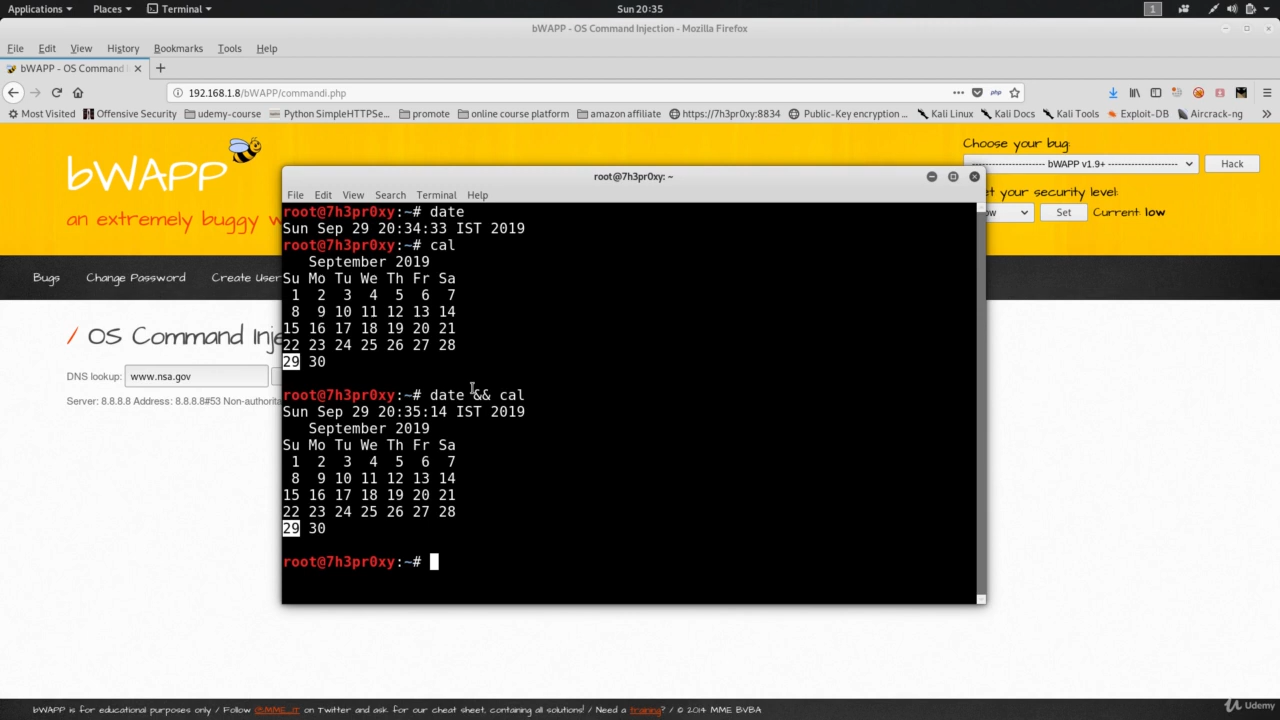 Applications Places Terminal Sun 20:35 1
bWAPP - OS Command Injection - Mozilla Firefox
File Edit View History Bookmarks Tools Help
bWAPP - OS Command
192.168.1.8/bWAPP/commandi.php php
Most Visited Offensive Security udemy-course Python SimpleHTTPSe... promote online course platform amazon affiliate https://7h3pr0xy:8834 Public-Key encryption ... Kali Linux Kali Docs Kali Tools Exploit-DB Aircrack-ng
Choose your bug:
bWAPP
---------------------- bWAPP v1.9+ ---------------------- Hack
an extremely buggy w
et your security level:
ow Set Current: low
Bugs Change Password Create User
/ OS Command Inje
DNS lookup: www.nsa.gov
Server: 8.8.8.8 Address: 8.8.8.8#53 Non-authorita
root@7h3pr0xy: ~
File Edit View Search Terminal Help
root@7h3pr0xy:~# date
Sun Sep 29 20:34:33 IST 2019
root@7h3pr0xy:~# cal
September 2019
Su Mo Tu We Th Fr Sa
1 2 3 4 5 6 7
8 9 10 11 12 13 14
15 16 17 18 19 20 21
22 23 24 25 26 27 28
29 30
root@7h3pr0xy:~# date && cal
Sun Sep 29 20:35:14 IST 2019
September 2019
Su Mo Tu We Th Fr Sa
1 2 3 4 5 6 7
8 9 10 11 12 13 14
15 16 17 18 19 20 21
22 23 24 25 26 27 28
29 30
root@7h3pr0xy:~#
bWAPP is for educational purposes only / Follow @MME_IT on Twitter and ask for our cheat sheet, containing all solutions! / Need a training? / © 2014 MME BVBA
Udemy